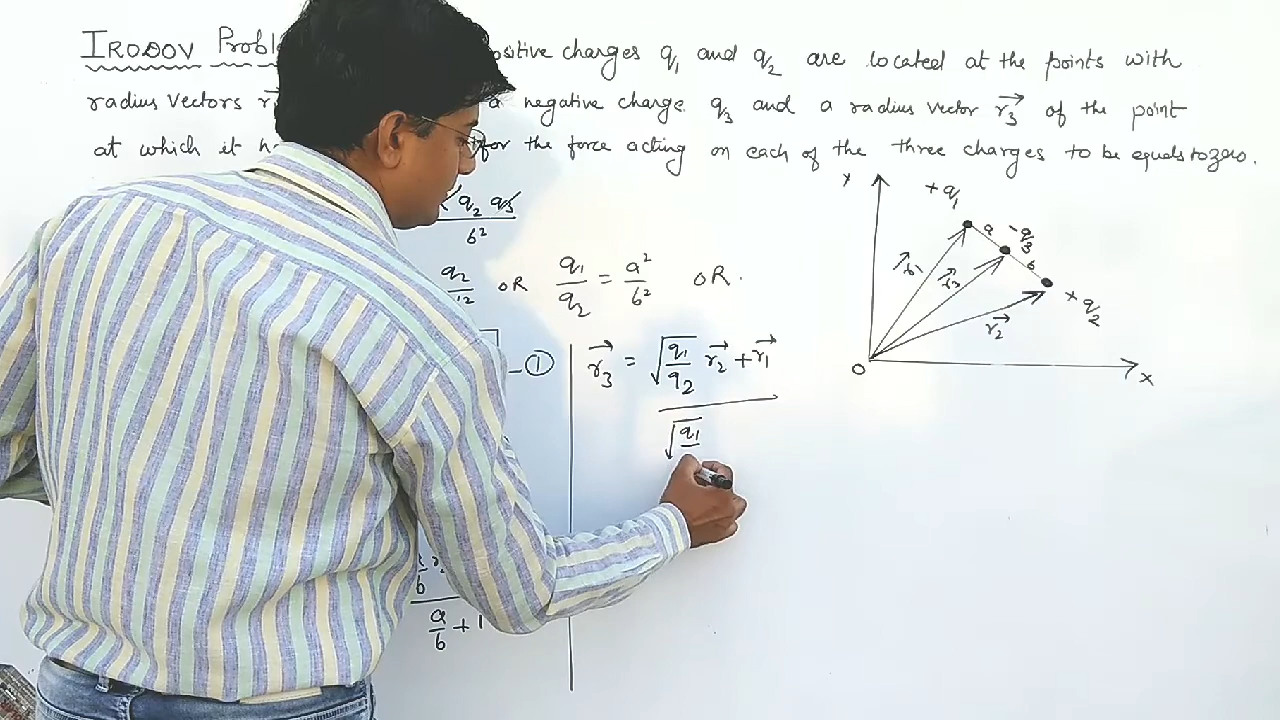 IRODOV Probl ositive charges q₁ and q₂ are located at the points with
radius vectors r a negative charge q₃ and a radius vector r₃⃗ of the point
at which it h for the force acting on each of the three charges to be equals to zero.
q₂ q₃ / b²
q₂ OR q₁/q₂ = a²/b² OR.
①
r₃⃗ = √(q₁/q₂) r₂⃗ + r₁⃗
√q₁
b
a/b + 1
y
+ q₁
a
- q₃
b
+ q₂
r₁⃗
r₃⃗
r₂⃗
O
x